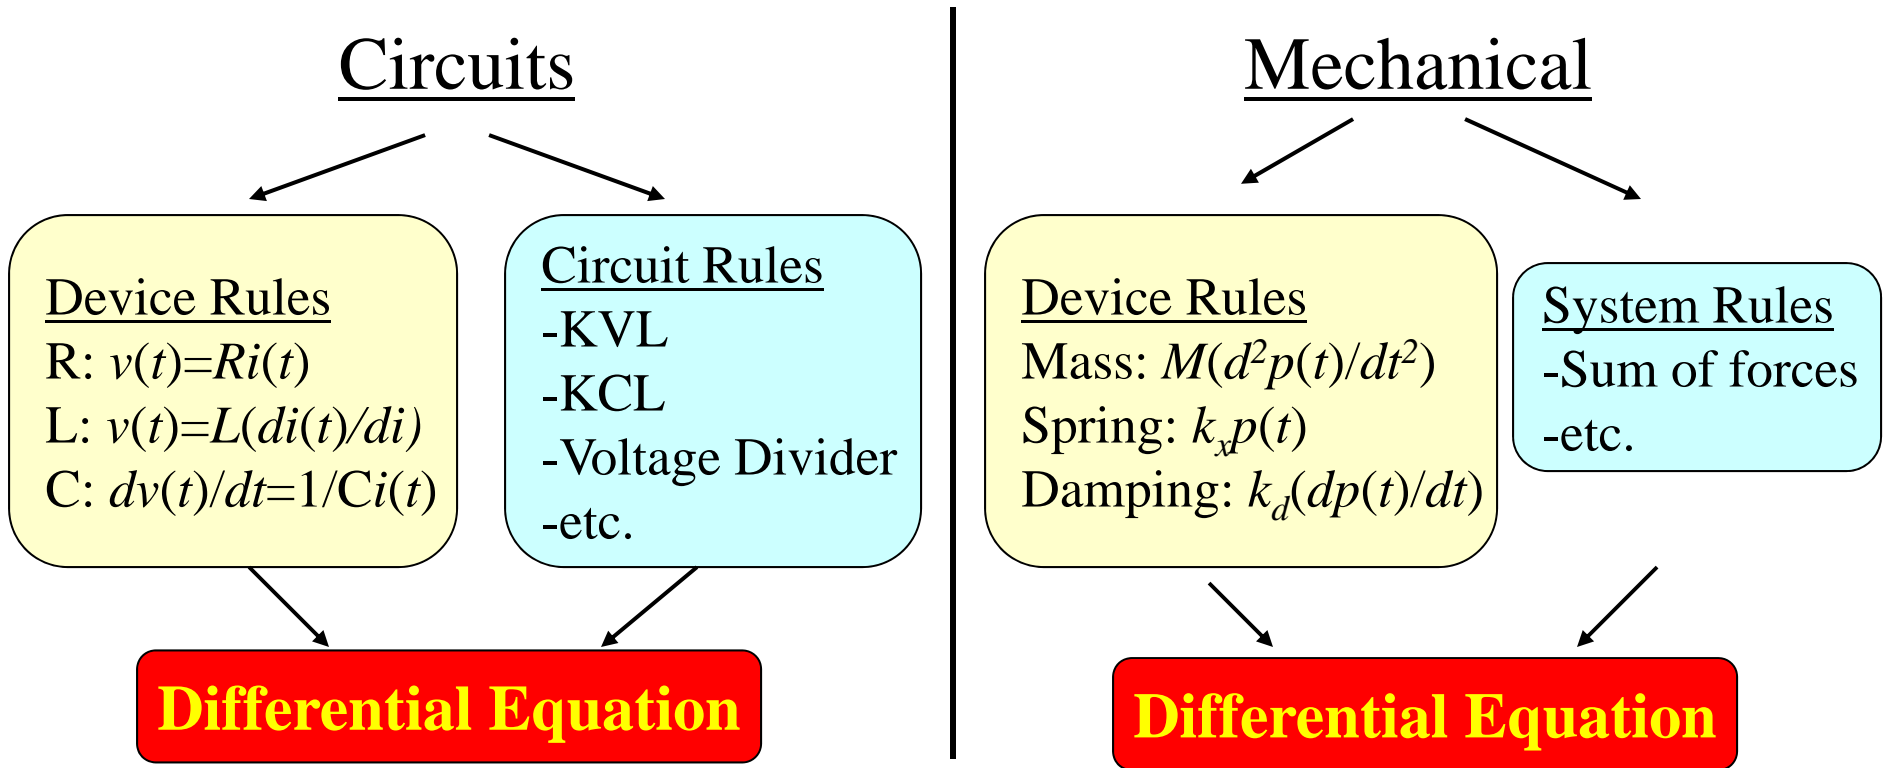 Circuits
Device Rules
R: v(t)=Ri(t)
L: v(t)=L(di(t)/di)
C: dv(t)/dt=1/Ci(t)
Circuit Rules
-KVL
-KCL
-Voltage Divider
-etc.
Differential Equation
Mechanical
Device Rules
Mass: M(d²p(t)/dt²)
Spring: kₓp(t)
Damping: k_d(dp(t)/dt)
System Rules
-Sum of forces
-etc.
Differential Equation